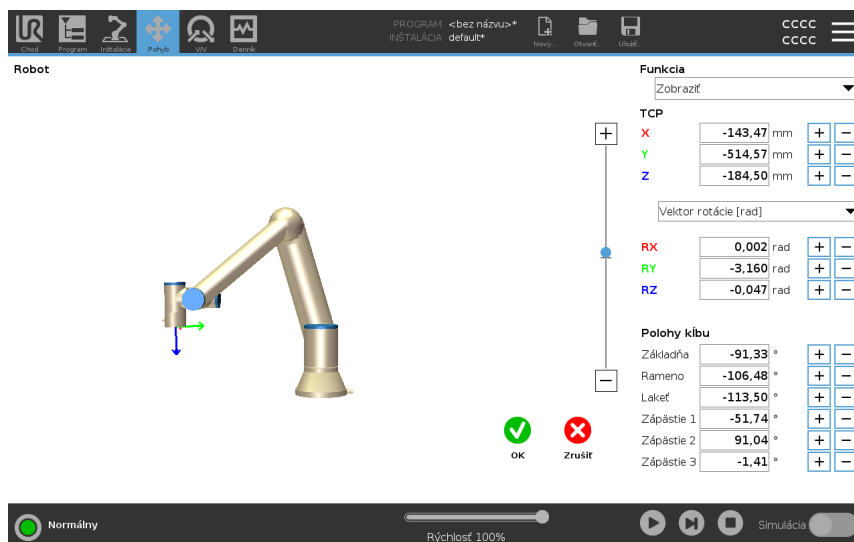 UR
PROGRAM <bez názvu>*
INŠTALÁCIA default*
CCCC
CCCC
Chod Program Inštalácia Pohyb V/V Denník Nový... Otvoriť... Uložiť...
Robot
Funkcia
Zobraziť
TCP
X -143,47 mm + −
Y -514,57 mm + −
Z -184,50 mm + −
Vektor rotácie [rad]
RX 0,002 rad + −
RY -3,160 rad + −
RZ -0,047 rad + −
Polohy kĺbu
Základňa -91,33 ° + −
Rameno -106,48 ° + −
Lakeť -113,50 ° + −
Zápästie 1 -51,74 ° + −
Zápästie 2 91,04 ° + −
Zápästie 3 -1,41 ° + −
+
−
OK Zrušiť
Normálny
Rýchlosť 100%
Simulácia